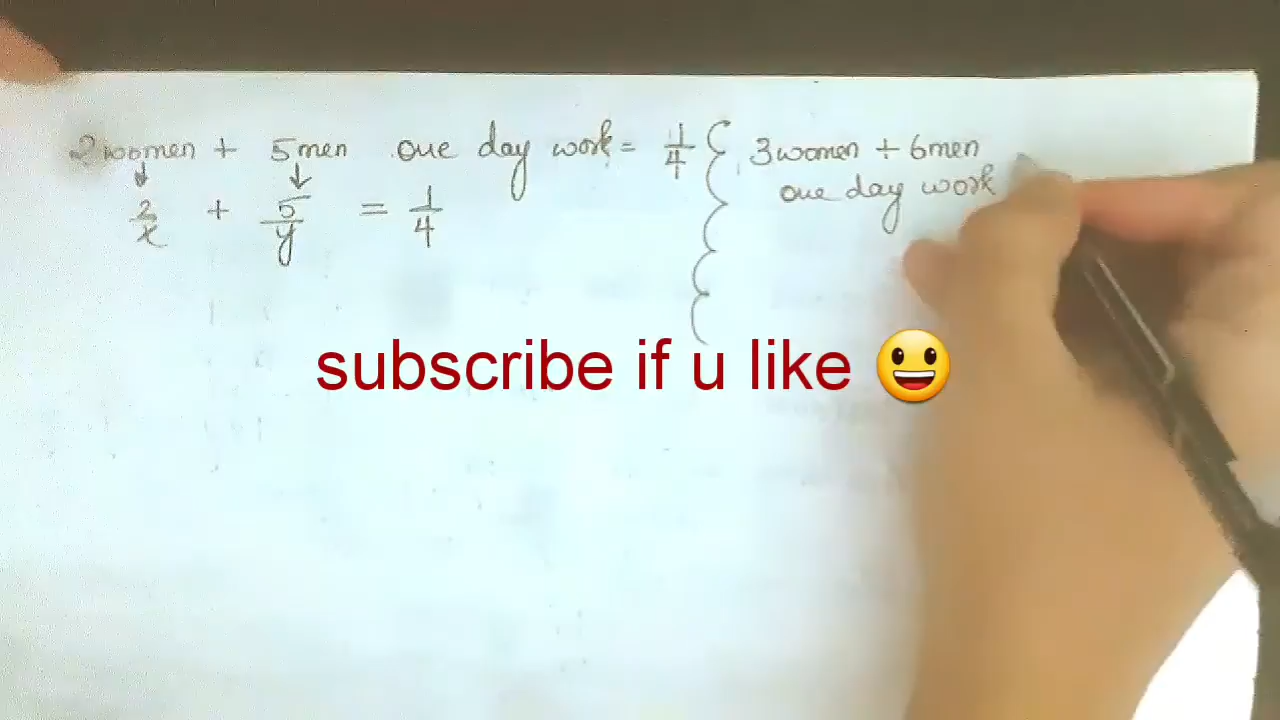 2women + 5men one day work = 1/4
3women + 6men
one day work
2/x + 5/y = 1/4
subscribe if u like 😃